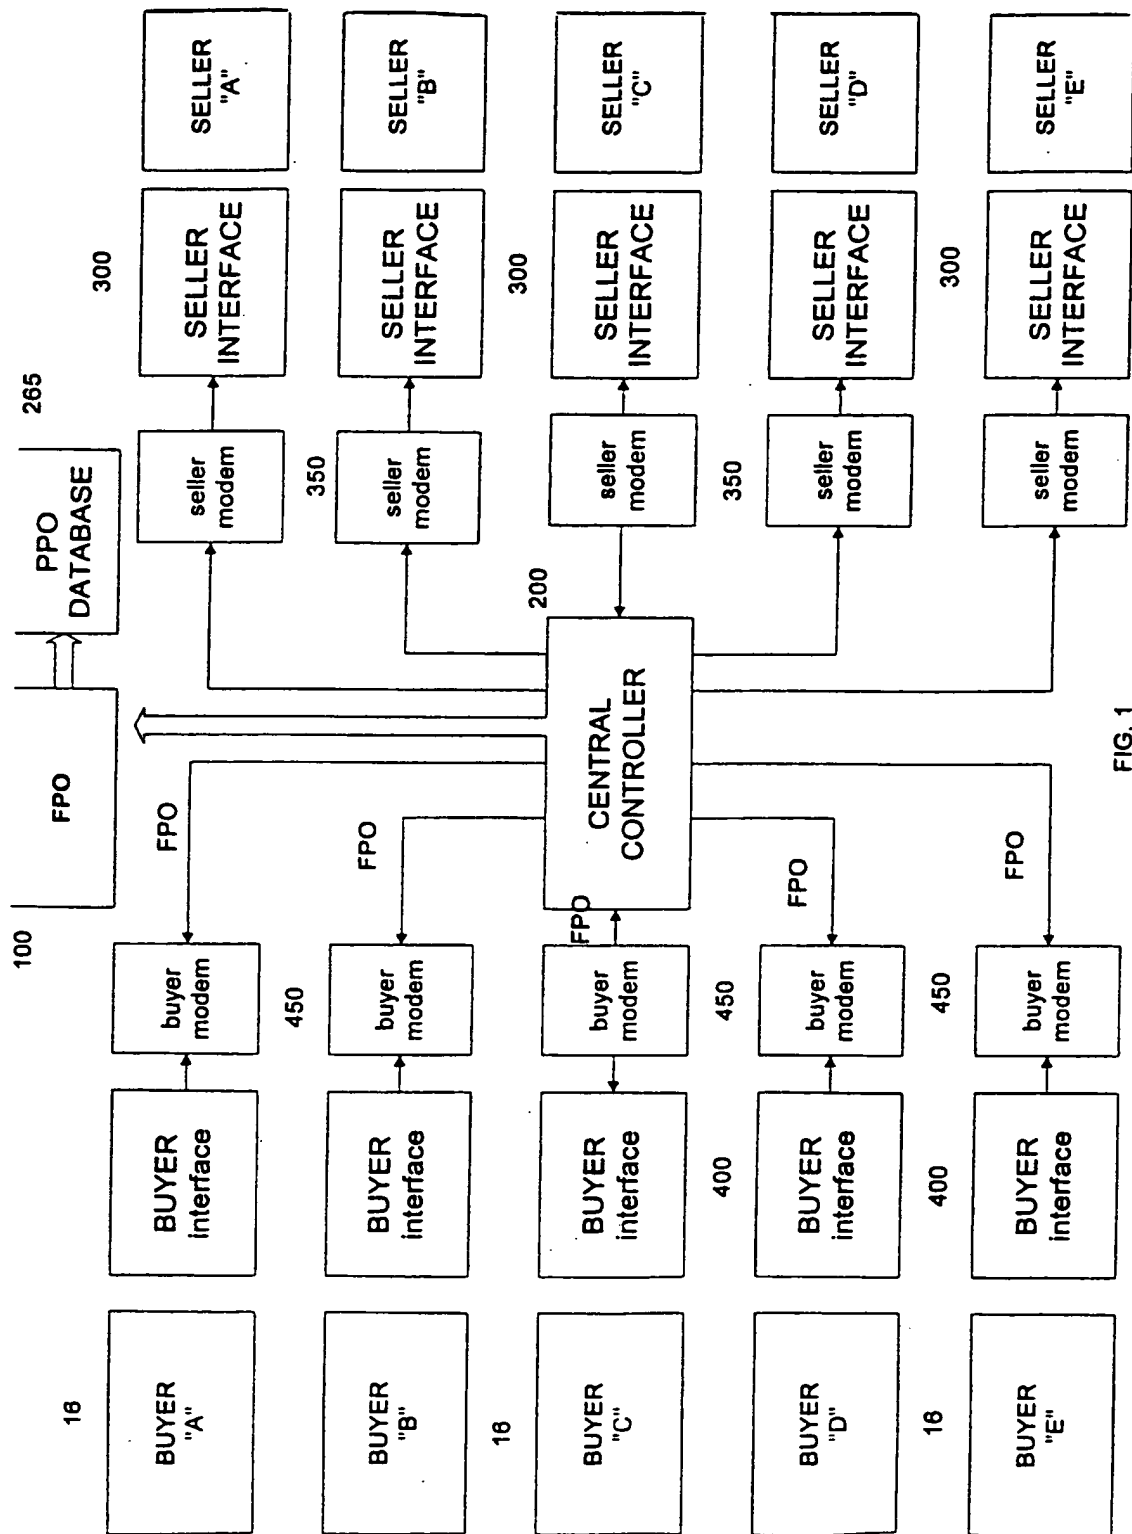 100
265
FPO
PPO
DATABASE
16
300
FPO
BUYER
"A"
BUYER
interface
buyer
modem
seller
modem
SELLER
INTERFACE
SELLER
"A"
450
350
FPO
BUYER
"B"
BUYER
interface
buyer
modem
seller
modem
SELLER
INTERFACE
SELLER
"B"
16
200
300
BUYER
"C"
BUYER
interface
buyer
modem
FPO
CENTRAL
CONTROLLER
seller
modem
SELLER
INTERFACE
SELLER
"C"
400
450
350
FPO
BUYER
"D"
BUYER
interface
buyer
modem
seller
modem
SELLER
INTERFACE
SELLER
"D"
16
400
450
300
FPO
BUYER
"E"
BUYER
interface
buyer
modem
seller
modem
SELLER
INTERFACE
SELLER
"E"
FIG. 1